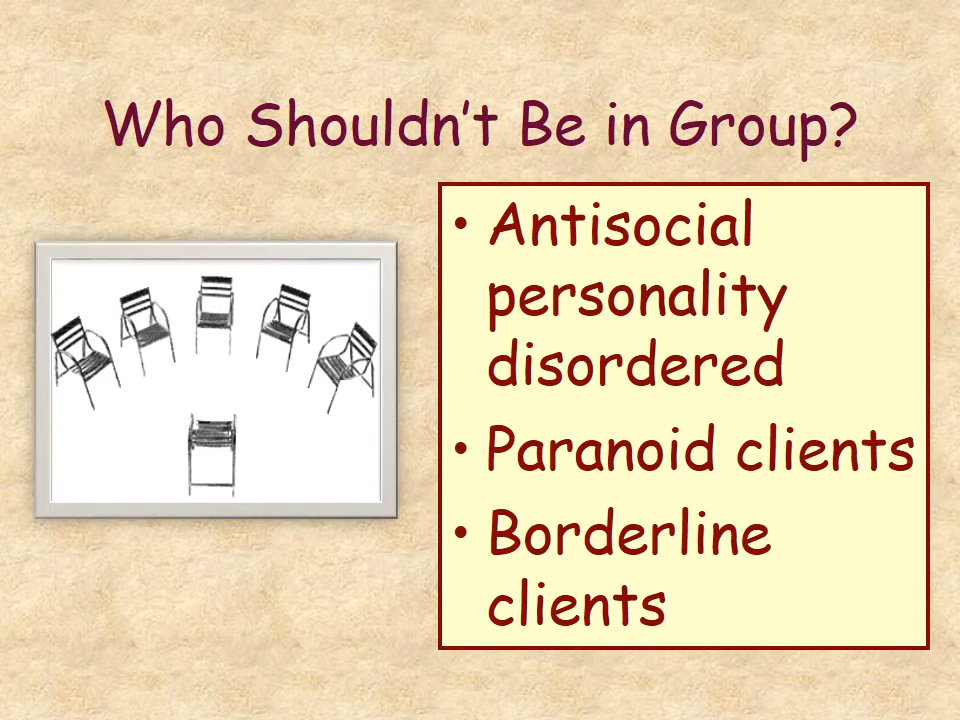 Who Shouldn’t Be in Group?
• Antisocial
personality
disordered
• Paranoid clients
• Borderline
clients